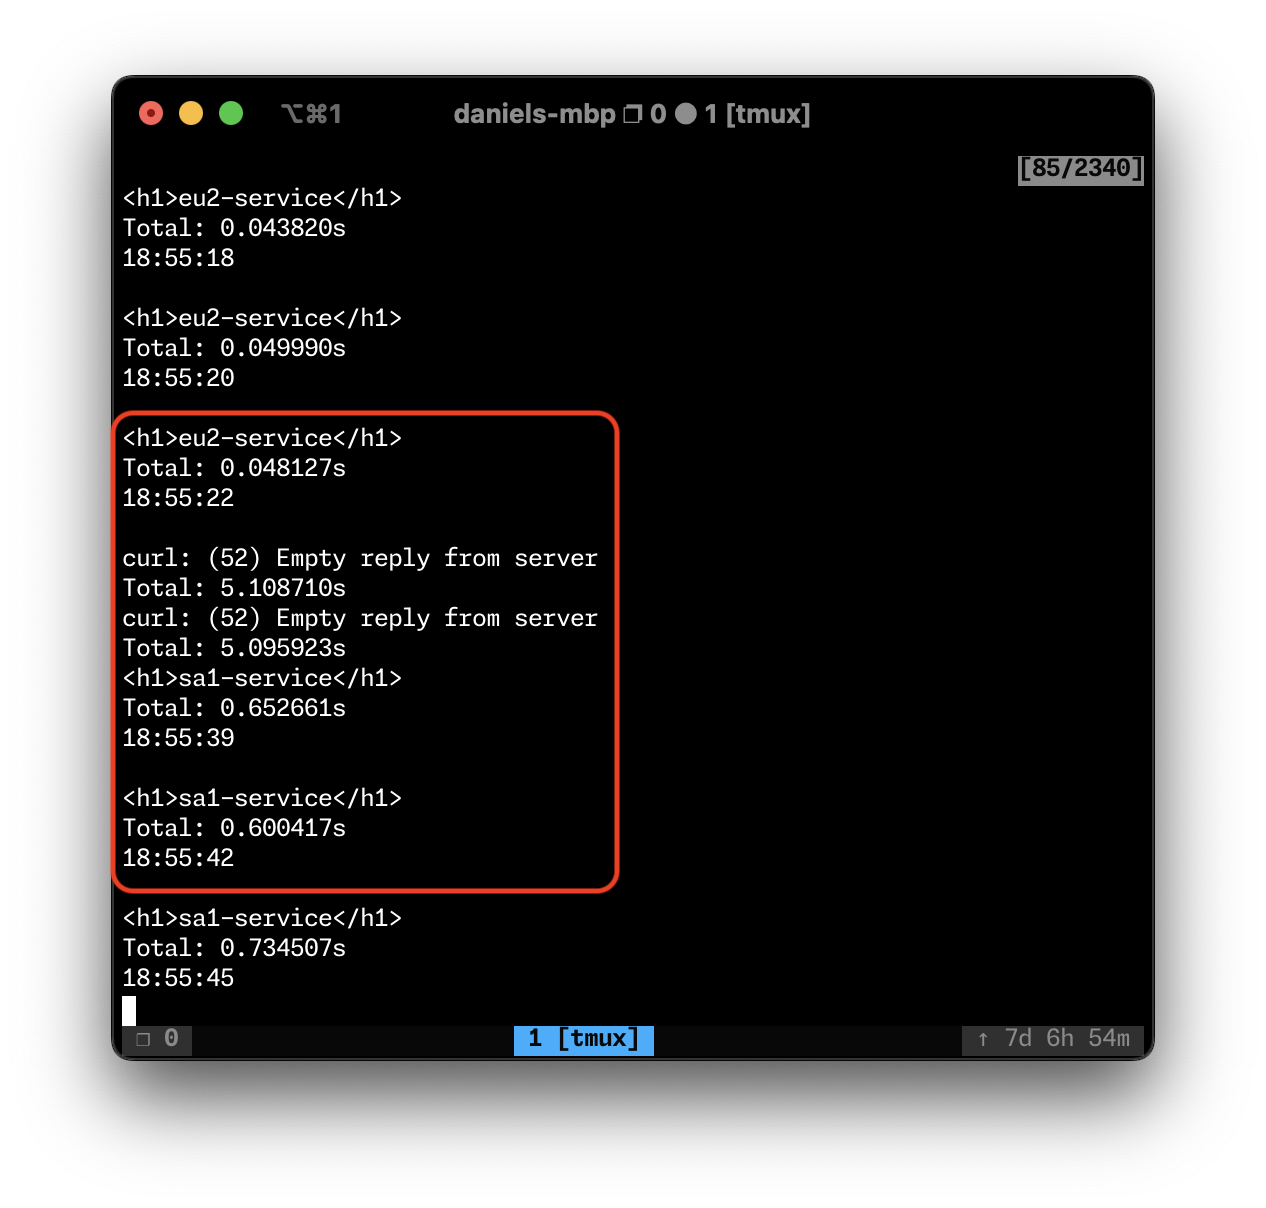 ⌥⌘1
daniels-mbp ❐ 0 ● 1 [tmux]
[85/2340]
<h1>eu2-service</h1>
Total: 0.043820s
18:55:18
<h1>eu2-service</h1>
Total: 0.049990s
18:55:20
<h1>eu2-service</h1>
Total: 0.048127s
18:55:22
curl: (52) Empty reply from server
Total: 5.108710s
curl: (52) Empty reply from server
Total: 5.095923s
<h1>sa1-service</h1>
Total: 0.652661s
18:55:39
<h1>sa1-service</h1>
Total: 0.600417s
18:55:42
<h1>sa1-service</h1>
Total: 0.734507s
18:55:45
❐ 0
1 [tmux]
↑ 7d 6h 54m